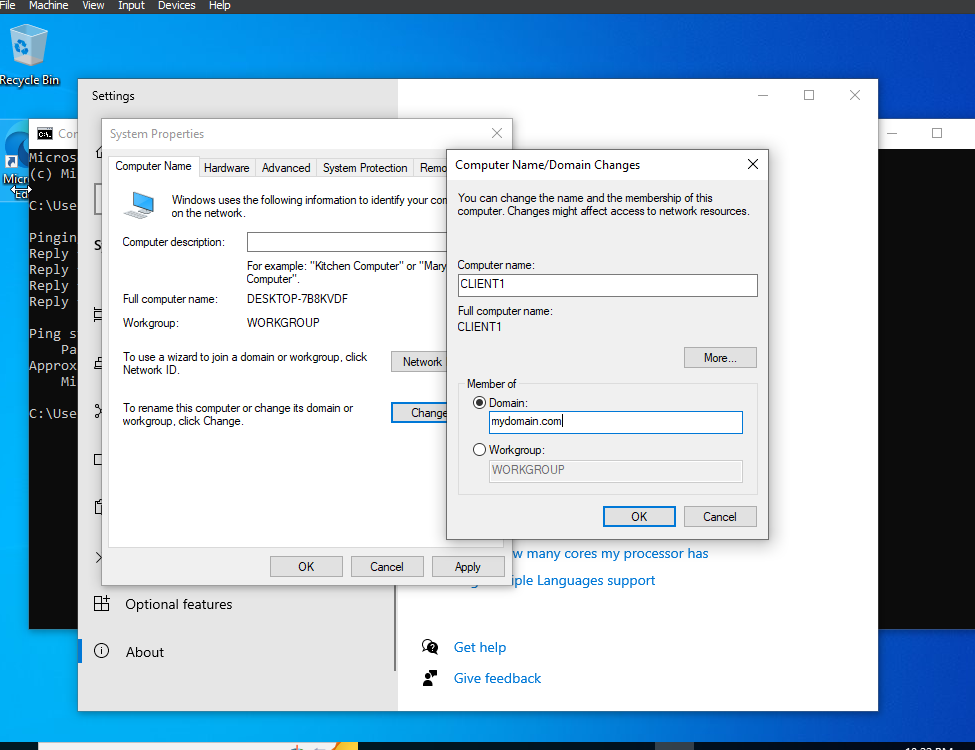 File Machine View Input Devices Help
Recycle Bin
Settings
System Properties
Computer Name Hardware Advanced System Protection
Windows uses the following information to identify your
on the network.
Computer description:
For example: "Kitchen Computer" or "Mary
Computer".
Full computer name: DESKTOP-7B8KVDF
Workgroup: WORKGROUP
To use a wizard to join a domain or workgroup, click
Network ID.
Network
To rename this computer or change its domain or
workgroup, click Change.
Change
OK Cancel Apply
Computer Name/Domain Changes
You can change the name and the membership of this
computer. Changes might affect access to network resources.
Computer name:
CLIENT1
Full computer name:
CLIENT1
More...
Member of
Domain:
mydomain.com
Workgroup:
WORKGROUP
OK Cancel
(c) Mi
C:\Use
Pingin
Reply
Reply
Reply
Reply
Ping s
Pa
Approx
Mi
C:\Use
many cores my processor has
Languages support
Optional features
About
Get help
Give feedback